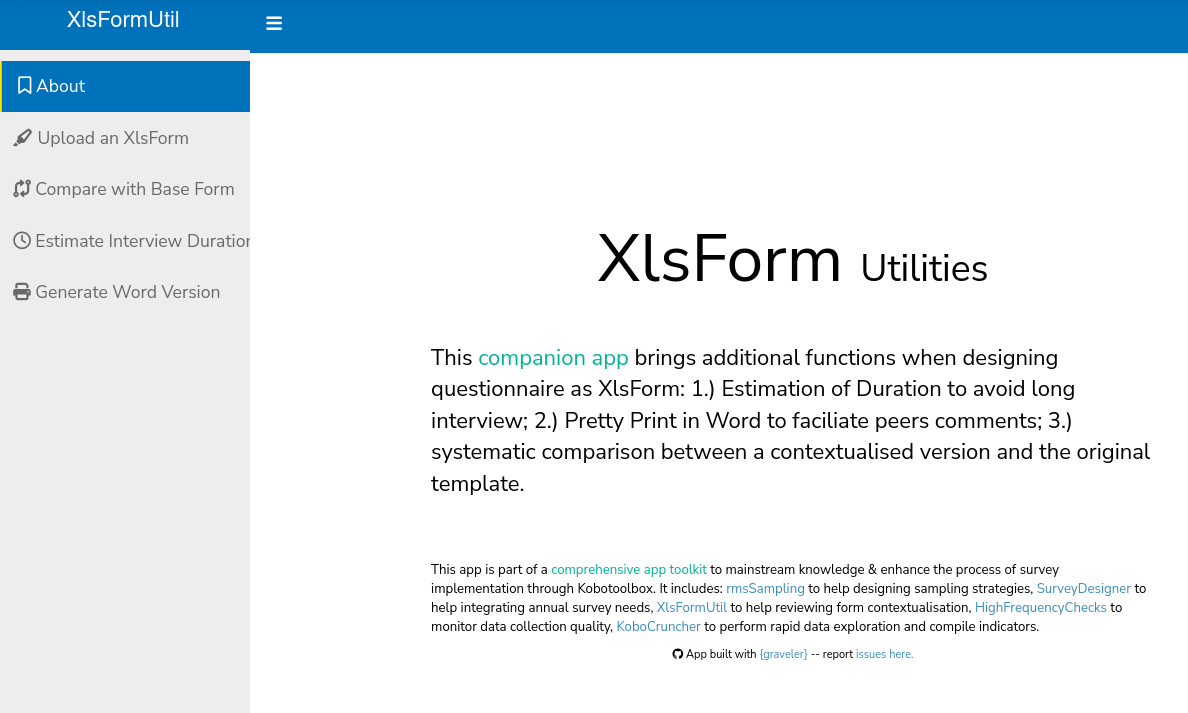 XlsFormUtil
About
Upload an XlsForm
Compare with Base Form
Estimate Interview Duration
Generate Word Version
XlsForm Utilities
This companion app brings additional functions when designing
questionnaire as XlsForm: 1.) Estimation of Duration to avoid long
interview; 2.) Pretty Print in Word to faciliate peers comments; 3.)
systematic comparison between a contextualised version and the original
template.
This app is part of a comprehensive app toolkit to mainstream knowledge & enhance the process of survey
implementation through Kobotoolbox. It includes: rmsSampling to help designing sampling strategies, SurveyDesigner to
help integrating annual survey needs, XlsFormUtil to help reviewing form contextualisation, HighFrequencyChecks to
monitor data collection quality, KoboCruncher to perform rapid data exploration and compile indicators.
App built with {graveler} -- report issues here.